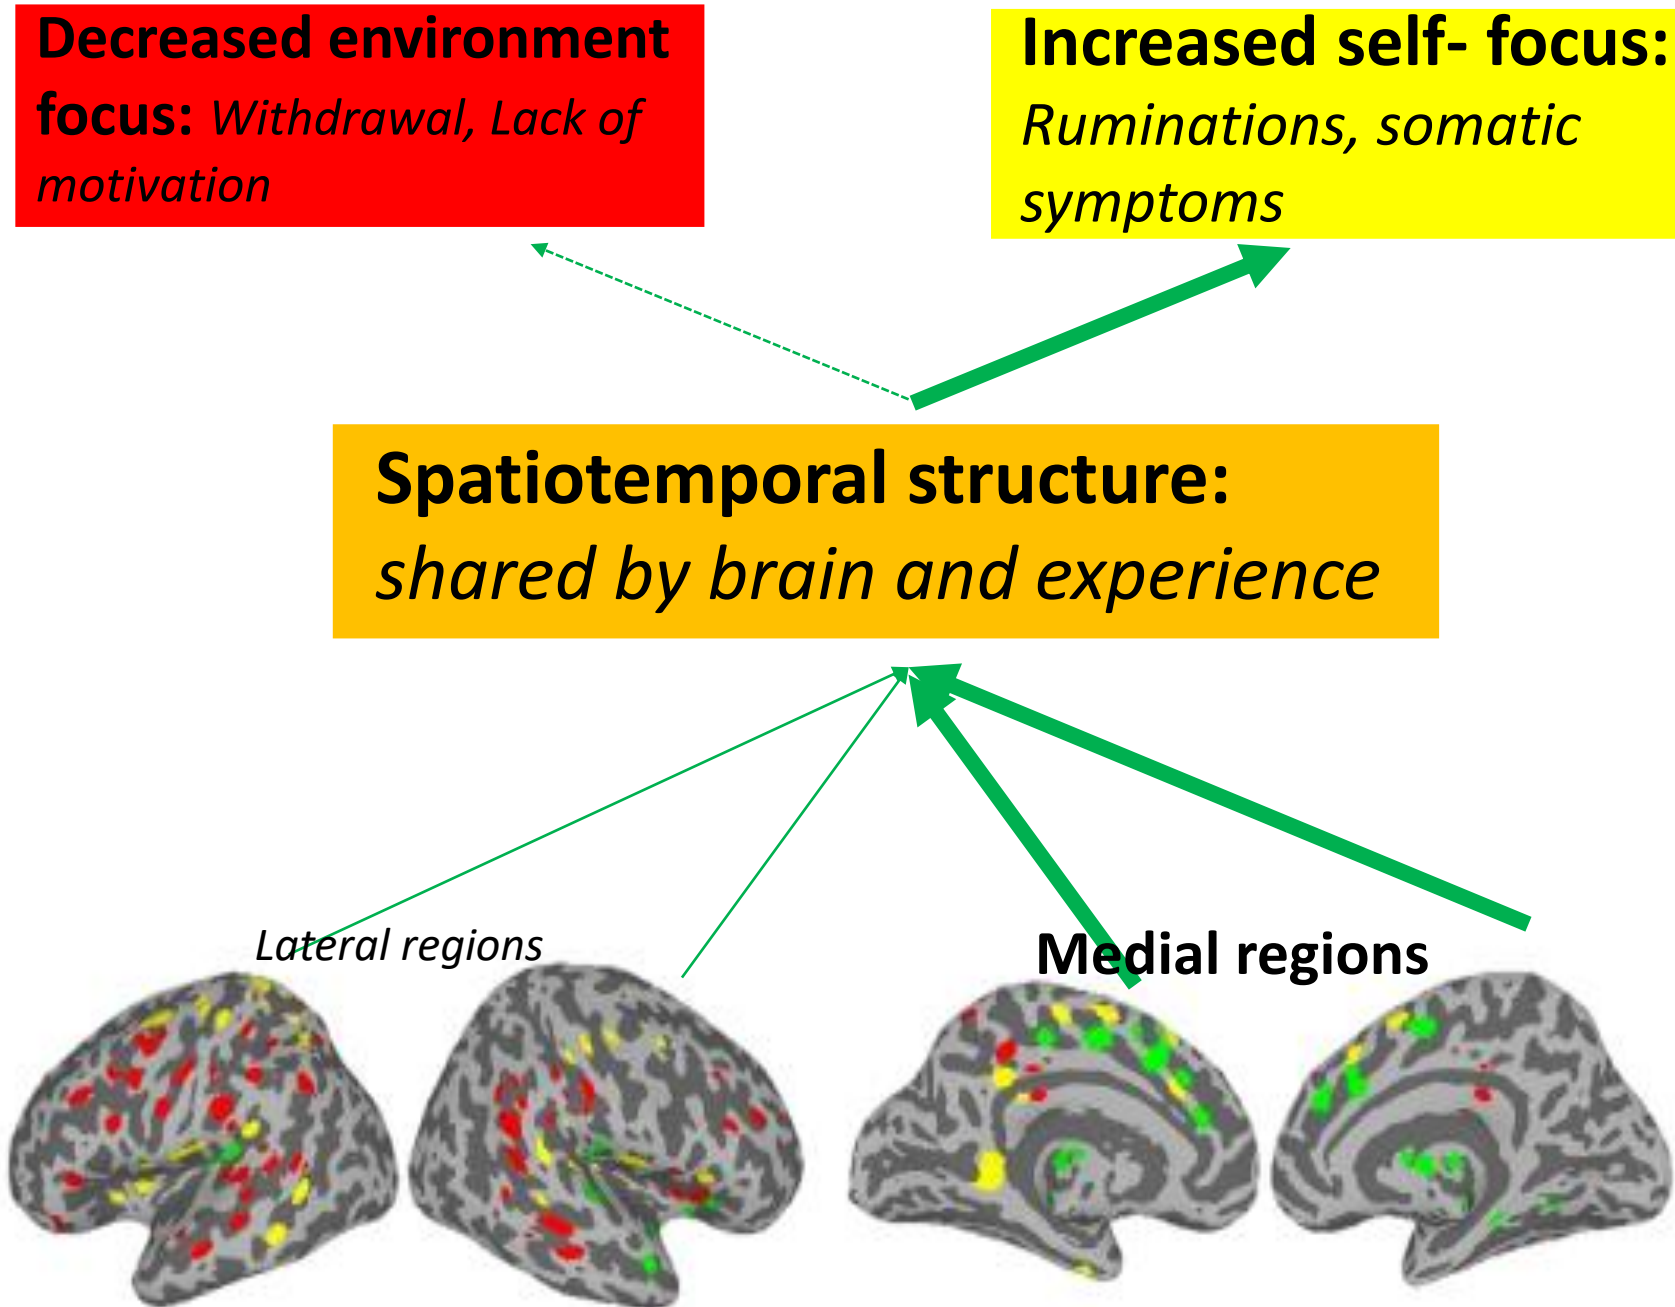 Decreased environment
focus: Withdrawal, Lack of
motivation
Increased self- focus:
Ruminations, somatic
symptoms
Spatiotemporal structure:
shared by brain and experience
Lateral regions
Medial regions